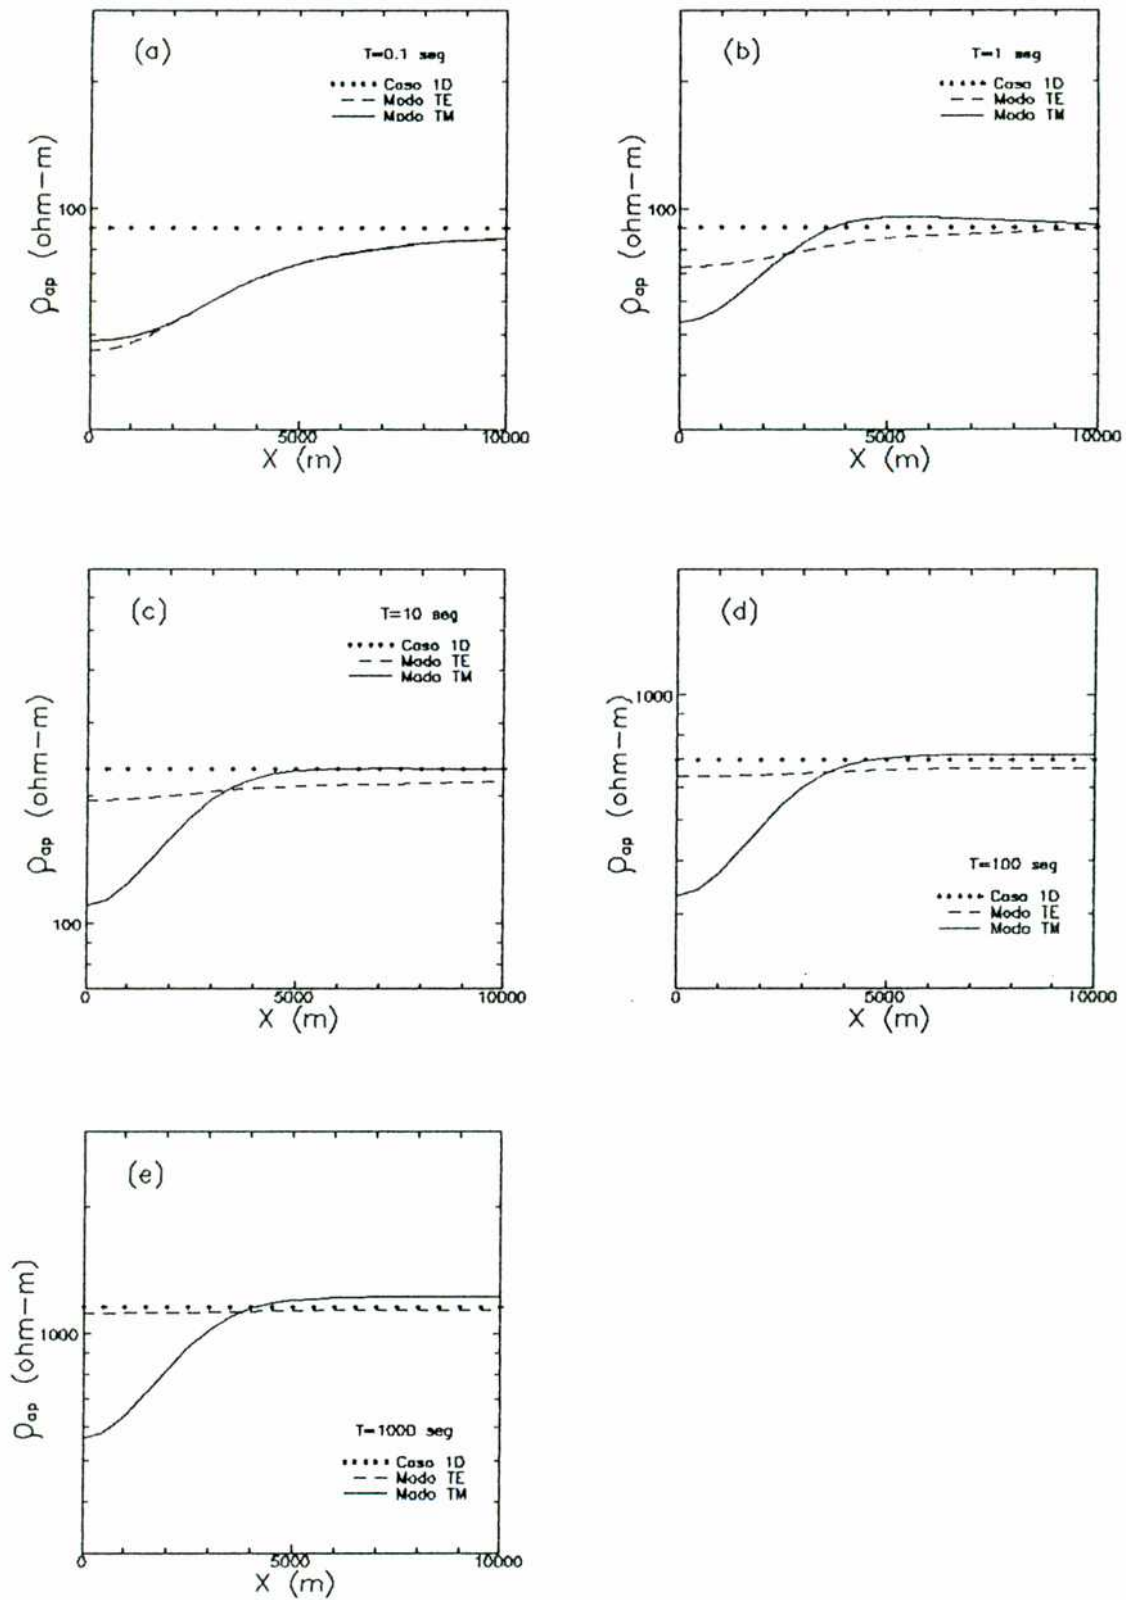 (a)
T=0.1 seg
Caso 1D
Modo TE
Modo TM
ρap (ohm-m)
100
0 5000 10000
X (m)
(b)
T=1 seg
Caso 1D
Modo TE
Modo TM
ρap (ohm-m)
100
0 5000 10000
X (m)
(c)
T=10 seg
Caso 1D
Modo TE
Modo TM
ρap (ohm-m)
100
0 5000 10000
X (m)
(d)
1000
T=100 seg
Caso 1D
Modo TE
Modo TM
ρap (ohm-m)
0 5000 10000
X (m)
(e)
1000
ρap (ohm-m)
T=1000 seg
Caso 1D
Modo TE
Modo TM
0 5000 10000
X (m)